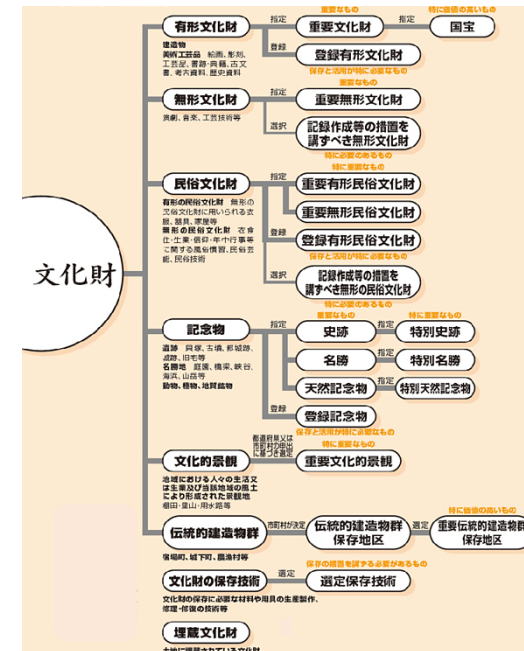 文化財
重要なもの
特に価値の高いもの
有形文化財
指定
重要文化財
指定
国宝
建造物
美術工芸品 絵画、彫刻、
工芸品、書跡・典籍、古文
書、考古資料、歴史資料
登録
登録有形文化財
保存と活用が特に必要なもの
重要なもの
無形文化財
指定
重要無形文化財
演劇、音楽、工芸技術等
選択
記録作成等の措置を
講ずべき無形文化財
特に必要のあるもの
特に重要なもの
民俗文化財
指定
重要有形民俗文化財
有形の民俗文化財 無形の
民俗文化財に用いられる衣
服、器具、家屋等
無形の民俗文化財 衣食
住・生業・信仰・年中行事等
に関する風俗慣習、民俗芸
能、民俗技術
重要無形民俗文化財
登録
登録有形民俗文化財
保存と活用が特に必要なもの
選択
記録作成等の措置を
講ずべき無形の民俗文化財
特に必要のあるもの
重要なもの
特に重要なもの
記念物
指定
史跡
指定
特別史跡
遺跡 貝塚、古墳、都城跡、
城跡、旧宅等
名勝地 庭園、橋梁、峡谷、
海浜、山岳等
動物、植物、地質鉱物
名勝
指定
特別名勝
天然記念物
指定
特別天然記念物
登録
登録記念物
保存と活用が特に必要なもの
都道府県又は
市町村の申出
に基づき選定
特に重要なもの
文化的景観
重要文化的景観
地域における人々の生活又
は生業及び当該地域の風土
により形成された景観地
棚田・里山・用水路等
特に価値の高いもの
伝統的建造物群
市町村が決定
伝統的建造物群
保存地区
選定
重要伝統的建造物群
保存地区
宿場町、城下町、農漁村等
保存の措置を講ずる必要があるもの
文化財の保存技術
選定
選定保存技術
文化財の保存に必要な材料や用具の生産製作、
修理・修復の技術等
埋蔵文化財
土地に埋蔵されている文化財